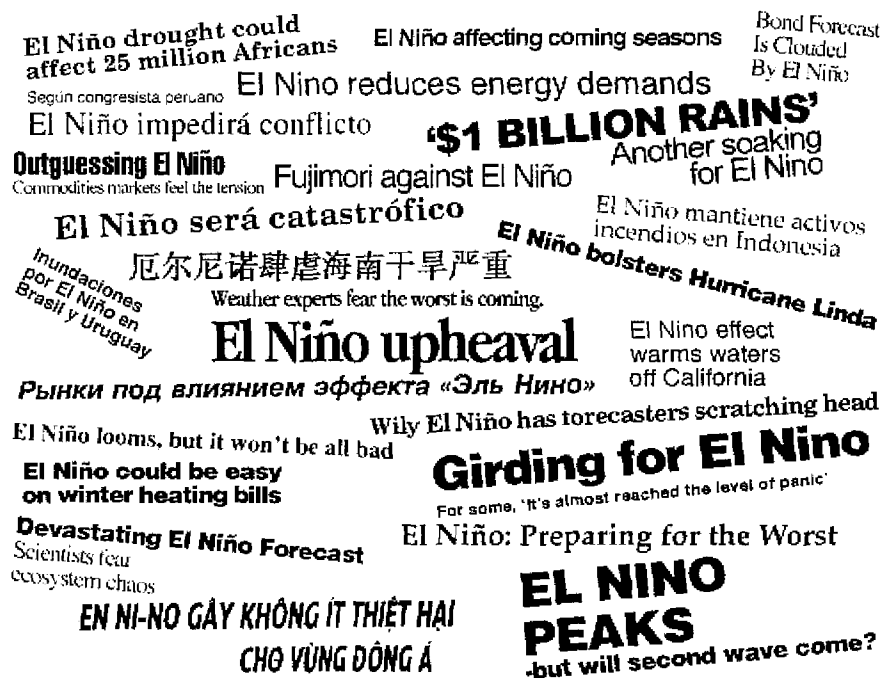 El Niño drought could
affect 25 million Africans
El Niño affecting coming seasons
Bond Forecast
Is Clouded
By El Niño
Según congresista peruano
El Nino reduces energy demands
El Niño impedirá conflicto
'$1 BILLION RAINS'
Another soaking
for El Nino
Outguessing El Niño
Commodities markets feel the tension
Fujimori against El Niño
El Niño será catastrófico
El Niño mantiene activos
incendios en Indonesia
El Niño bolsters Hurricane Linda
Inundaciones
por El Niño en
Brasil y Uruguay
厄尔尼诺肆虐海南干旱严重
Weather experts fear the worst is coming.
El Niño upheaval
El Nino effect
warms waters
off California
Рынки под влиянием эффекта «Эль Нино»
Wily El Niño has forecasters scratching head
El Niño looms, but it won't be all bad
Girding for El Nino
For some, 'it's almost reached the level of panic'
El Niño could be easy
on winter heating bills
Devastating El Niño Forecast
Scientists fear
ecosystem chaos
El Niño: Preparing for the Worst
EL NINO
PEAKS
-but will second wave come?
EN NI-NO GÂY KHÔNG ÍT THIỆT HẠI
CHO VÙNG ĐÔNG Á